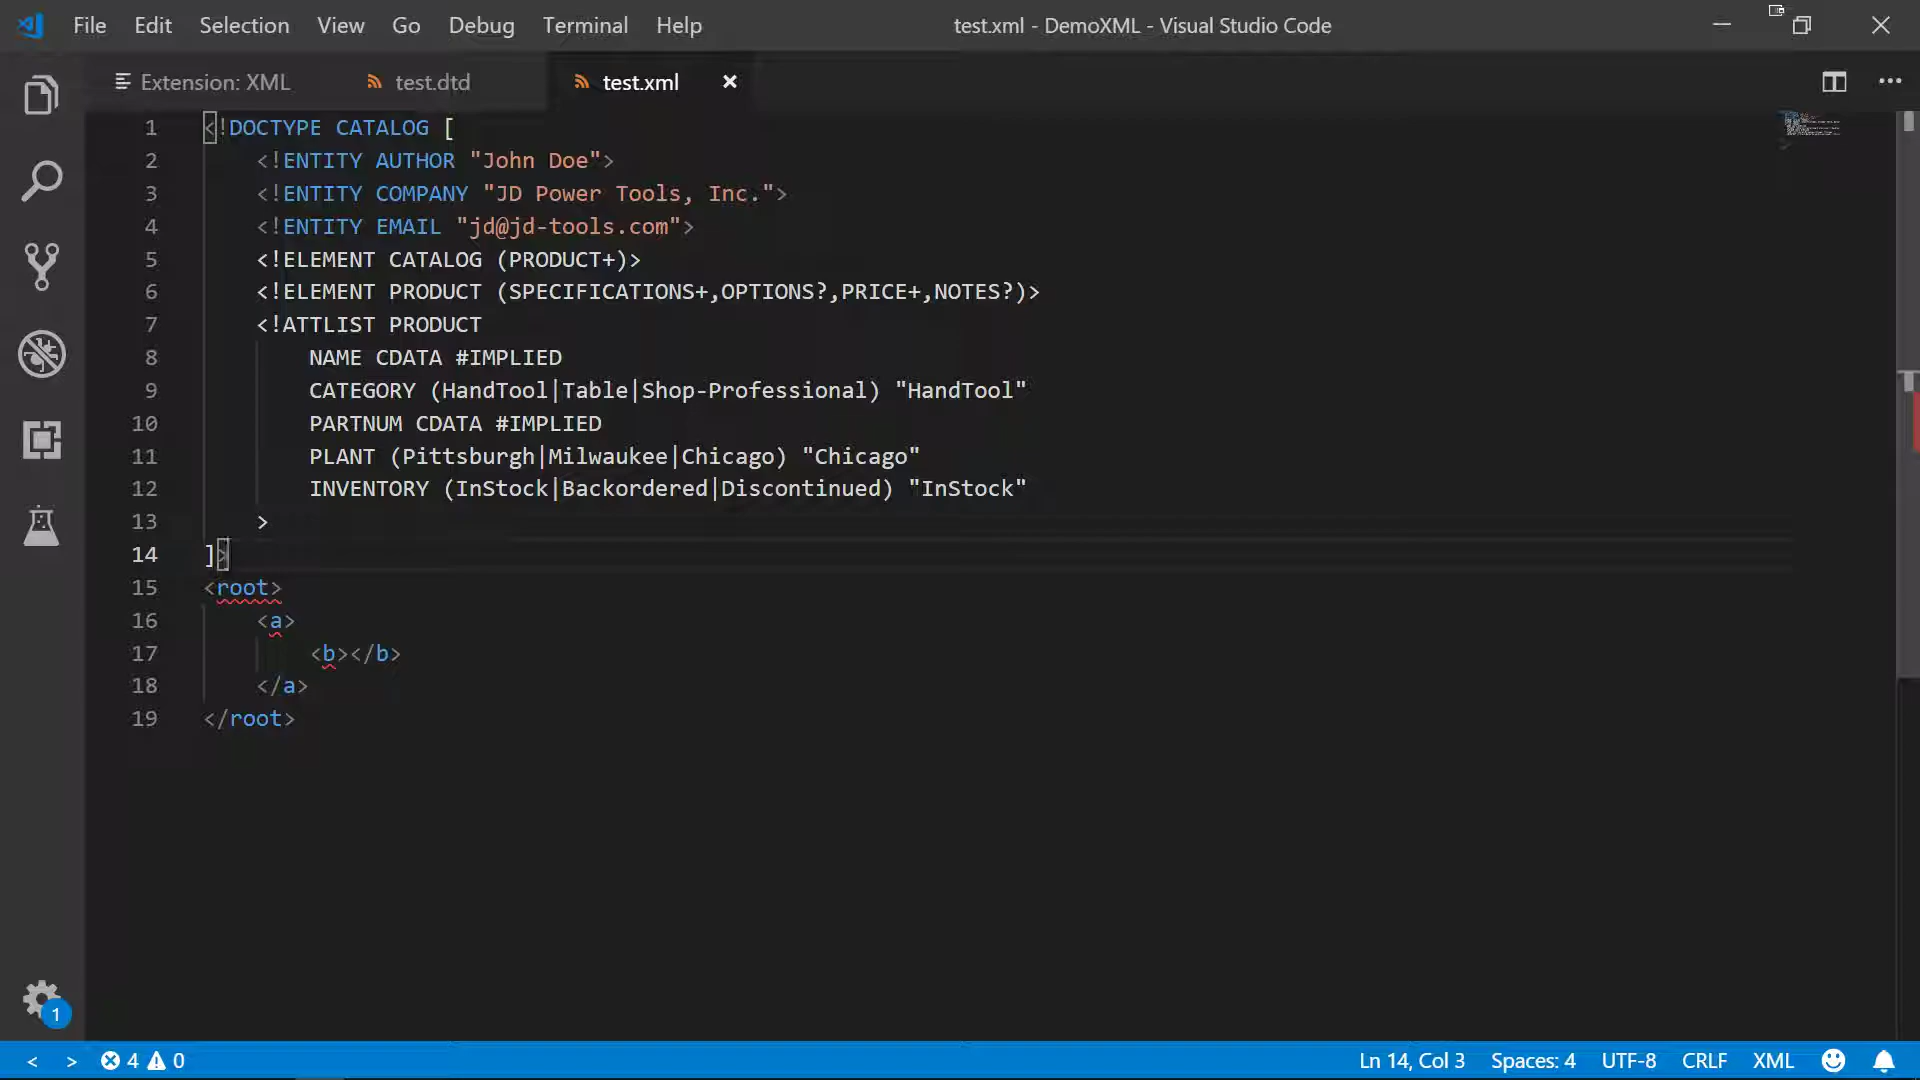 File Edit Selection View Go Debug Terminal Help test.xml - DemoXML - Visual Studio Code
Extension: XML test.dtd test.xml
1 <!DOCTYPE CATALOG [
2 <!ENTITY AUTHOR "John Doe">
3 <!ENTITY COMPANY "JD Power Tools, Inc.">
4 <!ENTITY EMAIL "jd@jd-tools.com">
5 <!ELEMENT CATALOG (PRODUCT+)>
6 <!ELEMENT PRODUCT (SPECIFICATIONS+,OPTIONS?,PRICE+,NOTES?)>
7 <!ATTLIST PRODUCT
8 NAME CDATA #IMPLIED
9 CATEGORY (HandTool|Table|Shop-Professional) "HandTool"
10 PARTNUM CDATA #IMPLIED
11 PLANT (Pittsburgh|Milwaukee|Chicago) "Chicago"
12 INVENTORY (InStock|Backordered|Discontinued) "InStock"
13 >
14 ]>
15 <root>
16 <a>
17 <b></b>
18 </a>
19 </root>
1
< > 4 0 Ln 14, Col 3 Spaces: 4 UTF-8 CRLF XML